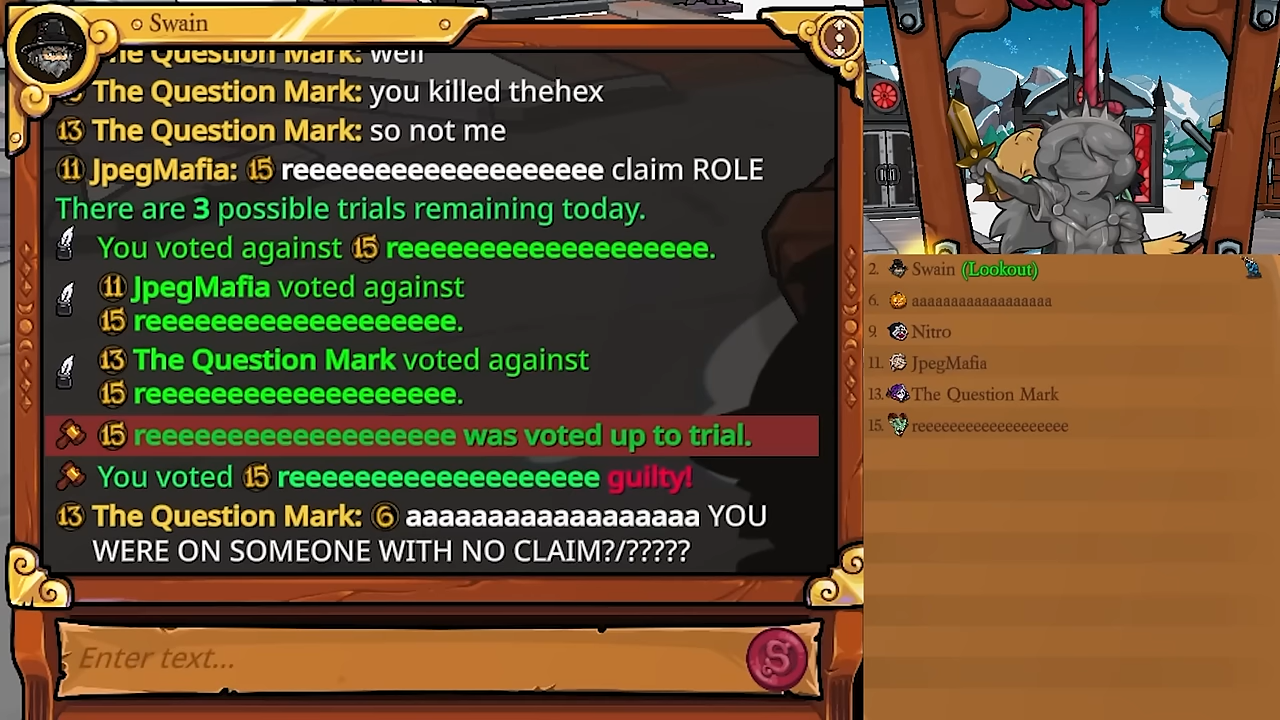 Swain
The Question Mark: well
13 The Question Mark: you killed thehex
13 The Question Mark: so not me
11 JpegMafia: 15 reeeeeeeeeeeeeeeeeee claim ROLE
There are 3 possible trials remaining today.
You voted against 15 reeeeeeeeeeeeeeeeeee.
11 JpegMafia voted against
15 reeeeeeeeeeeeeeeeeee.
13 The Question Mark voted against
15 reeeeeeeeeeeeeeeeeee.
15 reeeeeeeeeeeeeeeeeee was voted up to trial.
You voted 15 reeeeeeeeeeeeeeeeeee guilty!
13 The Question Mark: 6 aaaaaaaaaaaaaaaaaa YOU
WERE ON SOMEONE WITH NO CLAIM?/?????
Enter text...
S
2. Swain (Lookout)
6. aaaaaaaaaaaaaaaaaa
9. Nitro
11. JpegMafia
13. The Question Mark
15. reeeeeeeeeeeeeeeeeee